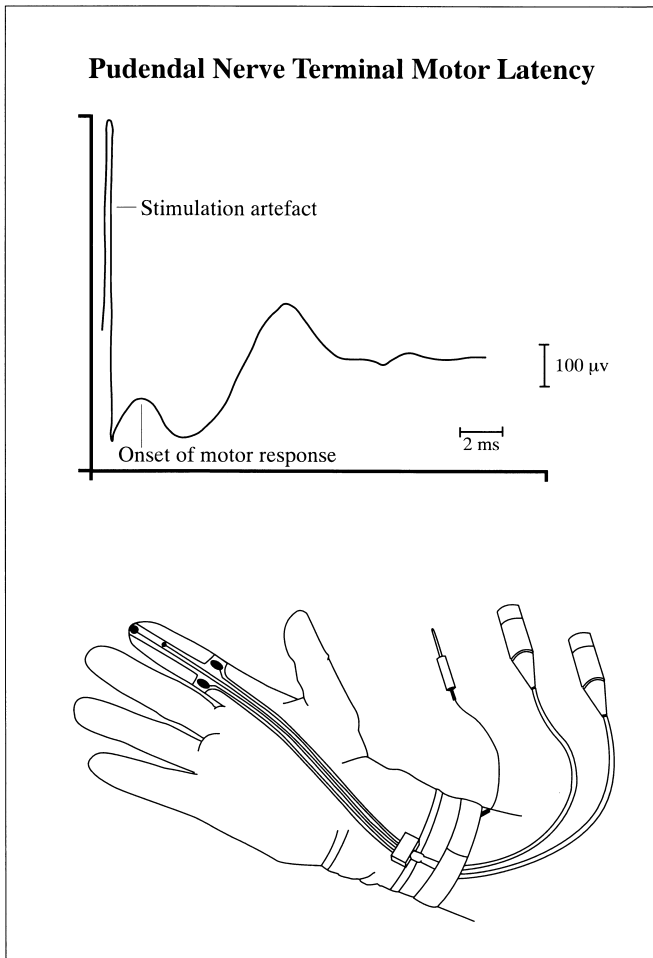 Pudendal Nerve Terminal Motor Latency
Stimulation artefact
100 μv
2 ms
Onset of motor response